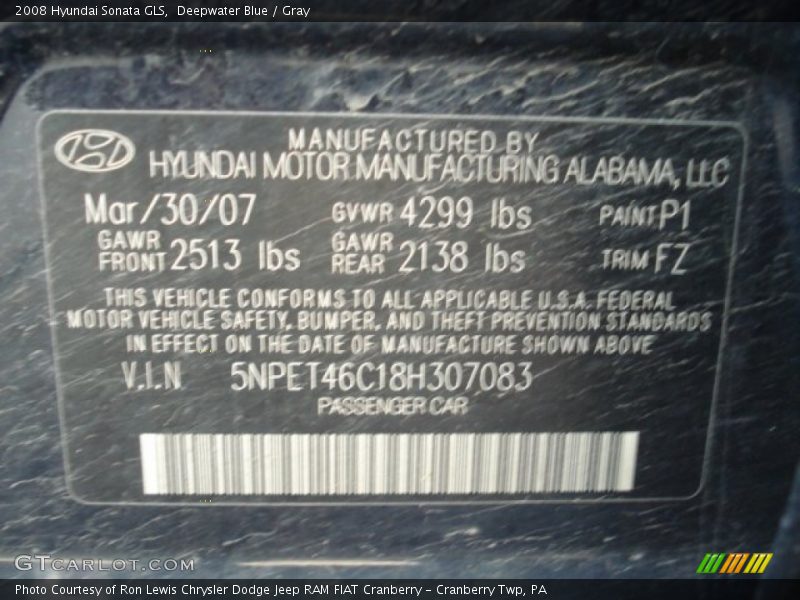 2008 Hyundai Sonata GLS,  Deepwater Blue / Gray
MANUFACTURED BY
HYUNDAI MOTOR MANUFACTURING ALABAMA, LLC
Mar/30/07 GVWR 4299 lbs PAINT P1
GAWR FRONT 2513 lbs GAWR REAR 2138 lbs TRIM FZ
THIS VEHICLE CONFORMS TO ALL APPLICABLE U.S.A. FEDERAL
MOTOR VEHICLE SAFETY, BUMPER, AND THEFT PREVENTION STANDARDS
IN EFFECT ON THE DATE OF MANUFACTURE SHOWN ABOVE
V.I.N 5NPET46C18H307083
PASSENGER CAR
GTCARLOT.COM
Photo Courtesy of Ron Lewis Chrysler Dodge Jeep RAM FIAT Cranberry - Cranberry Twp, PA